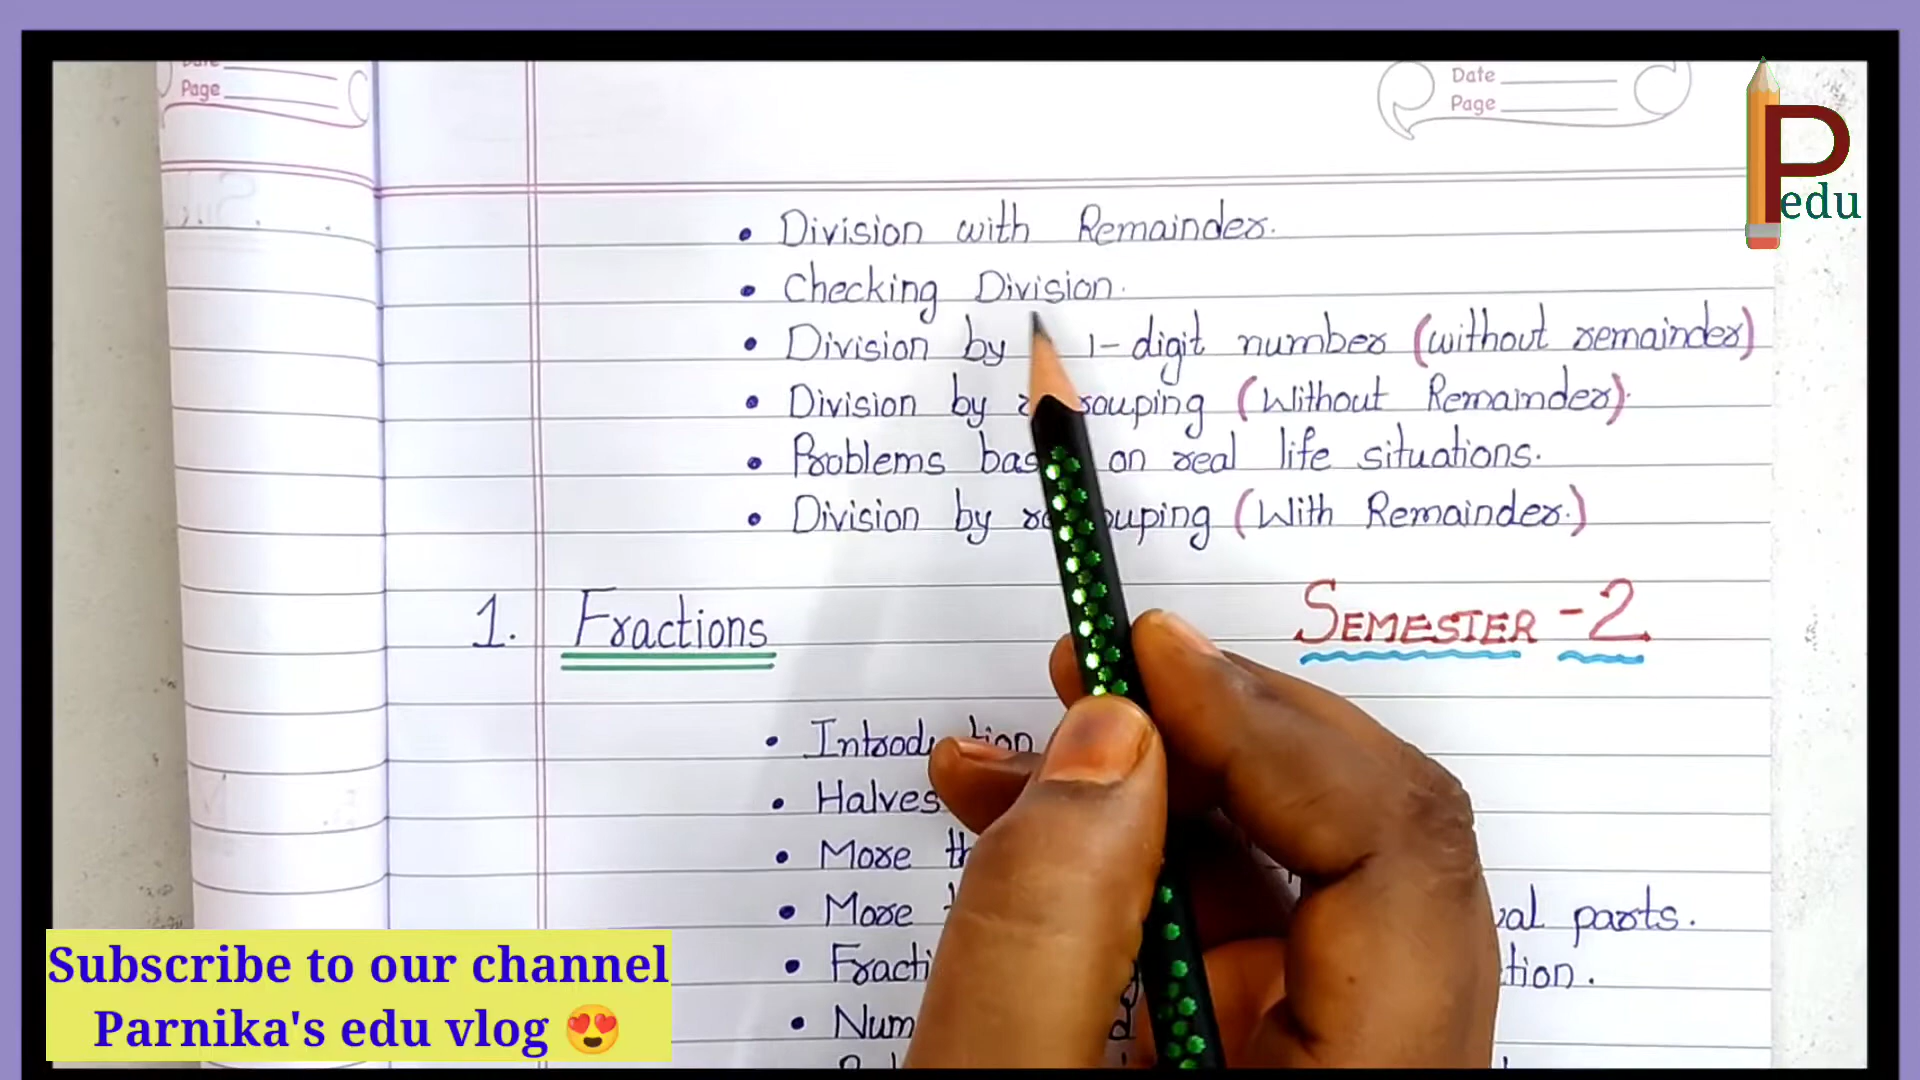 Date
Page
Date
Page
P
edu
• Division with Remainder.
• Checking Division.
• Division by 1-digit number (without remainder)
• Division by (Without Remainder).
• Problems on real life situations.
• Division by (With Remainder.)
1. Fractions
SEMESTER -2
•
• Halves
• More
• More parts.
•
•
Subscribe to our channel
Parnika's edu vlog 😍